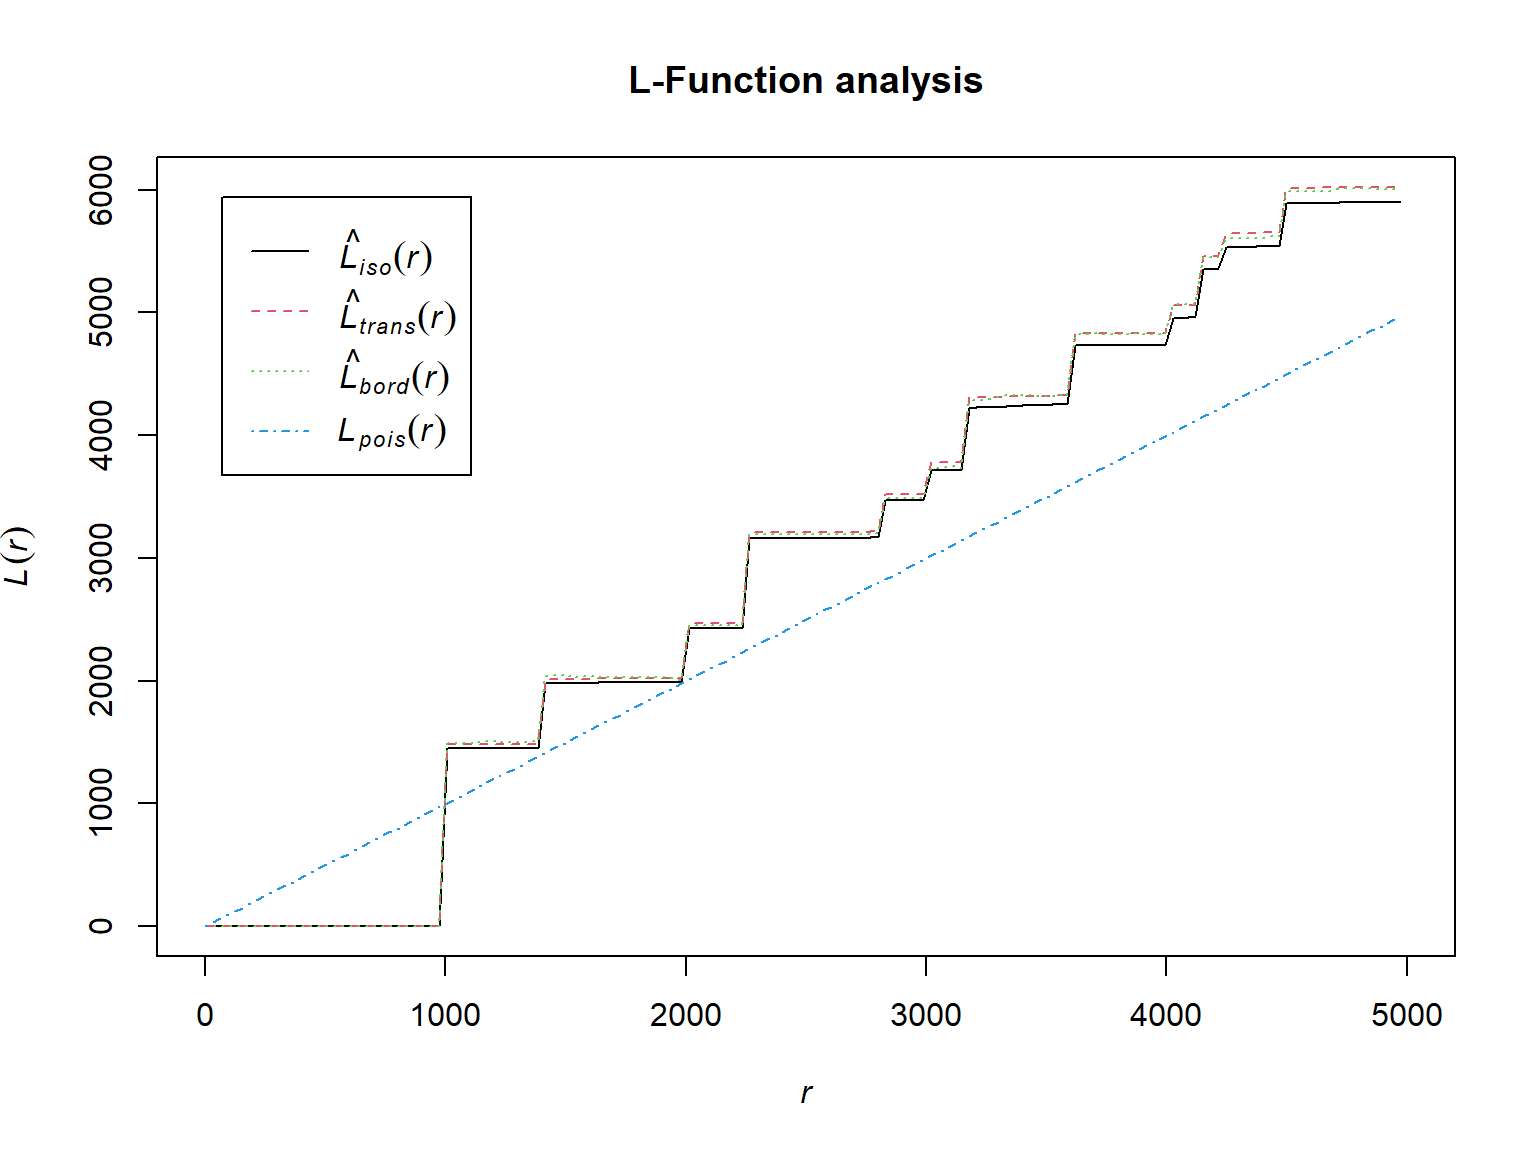 L-Function analysis
L̂iso(r)
L̂trans(r)
L̂bord(r)
Lpois(r)
L(r)
6000
5000
4000
3000
2000
1000
0
0 1000 2000 3000 4000 5000
r